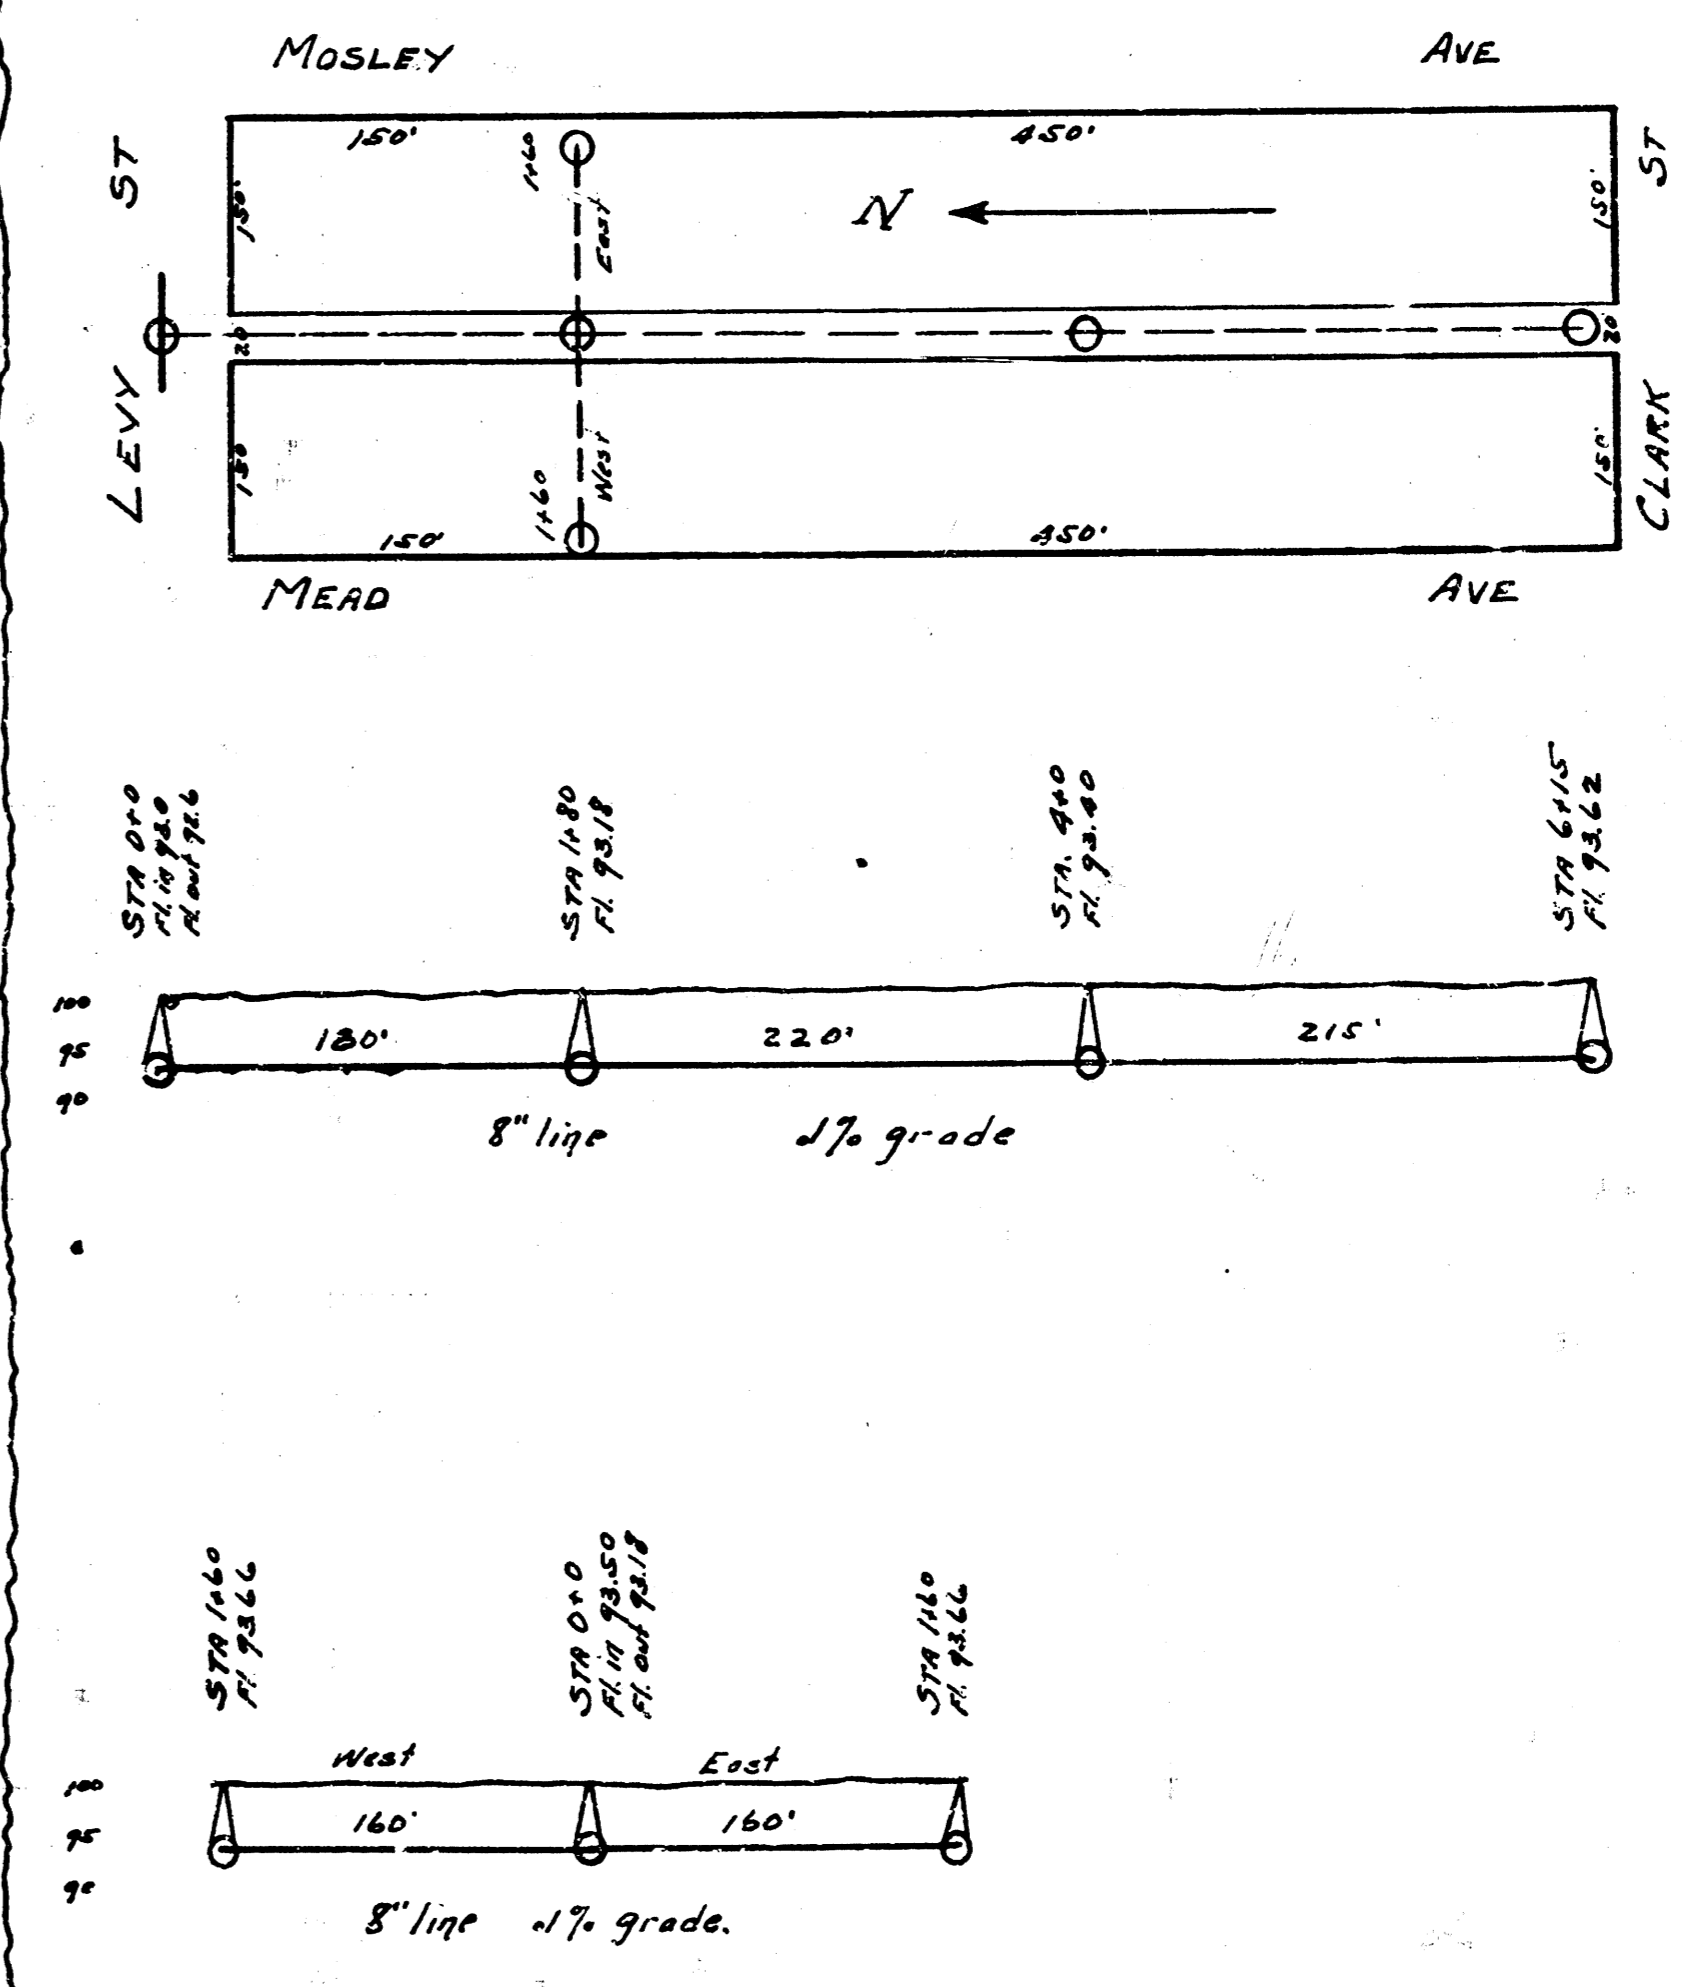 MOSLEY AVE
150' 450'
LEVY ST
150'
1+60
East
N
150'
CLARK ST
20
20
150
1+60
West
150'
150' 450'
MEAD AVE
STA 0+0
Fl. in 93.0
Fl. out 92.6
STA 1+80
Fl. 93.18
STA. 4+0
Fl. 93.40
STA 6+15
Fl. 93.62
100
95
90
180' 220' 215'
8" line .1% grade
STA 1+60
Fl. 93.66
STA 0+0
Fl. in 93.50
Fl. out 93.18
STA 1+60
Fl. 93.66
West East
100
95
90
160' 160'
8" line .1% grade.